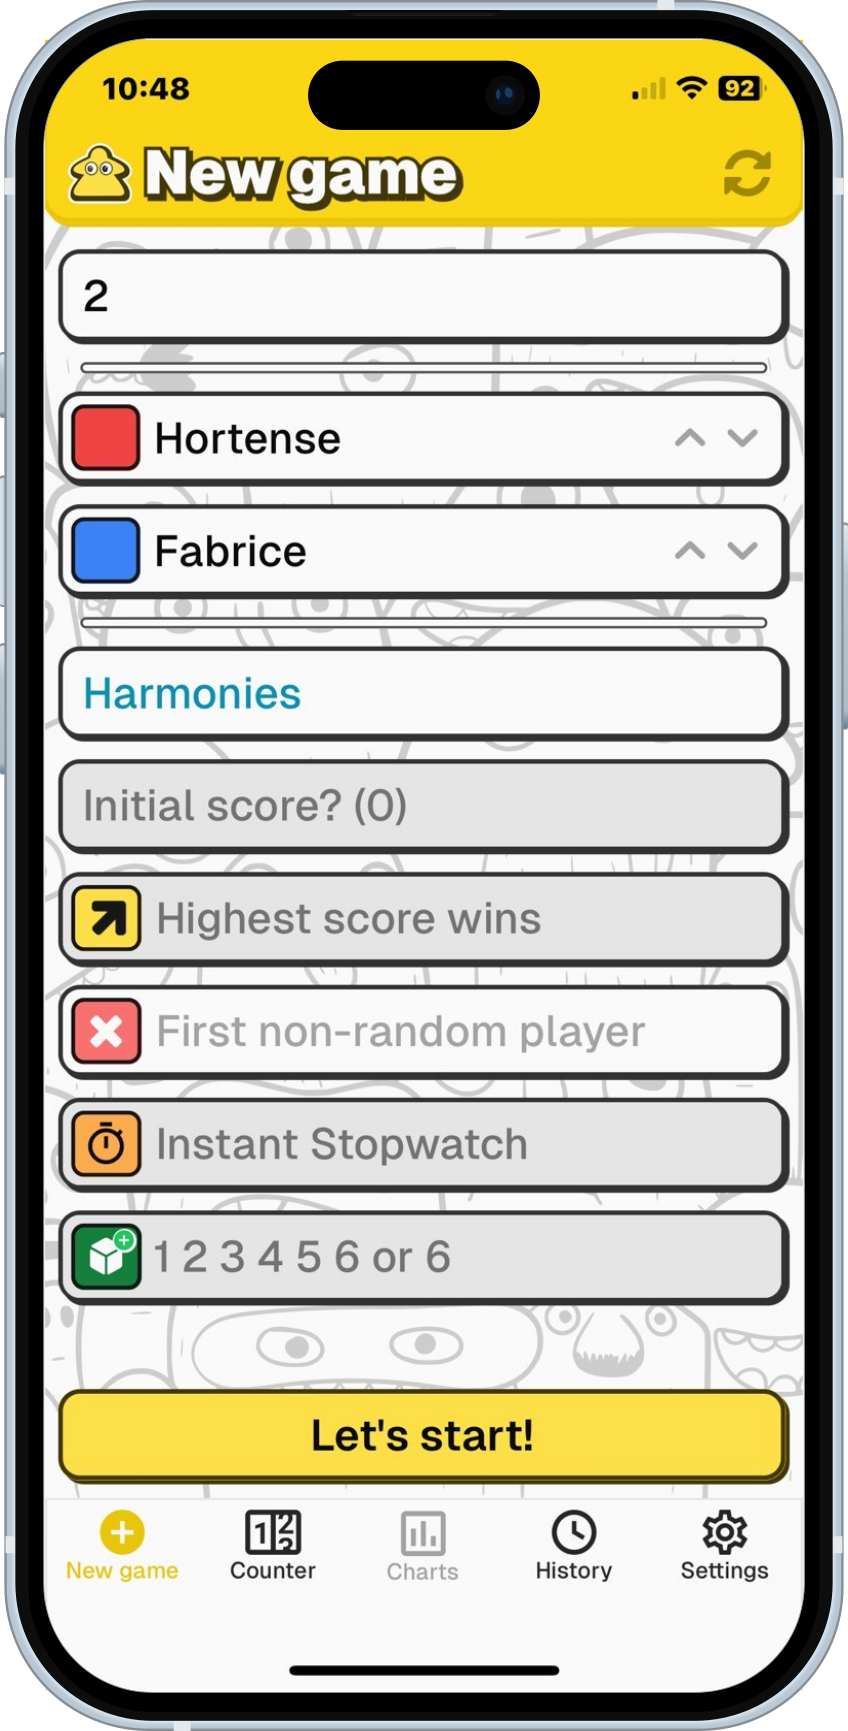 10:48
92
New game
2
Hortense
Fabrice
Harmonies
Initial score? (0)
Highest score wins
First non-random player
Instant Stopwatch
1 2 3 4 5 6 or 6
Let's start!
New game
Counter
Charts
History
Settings